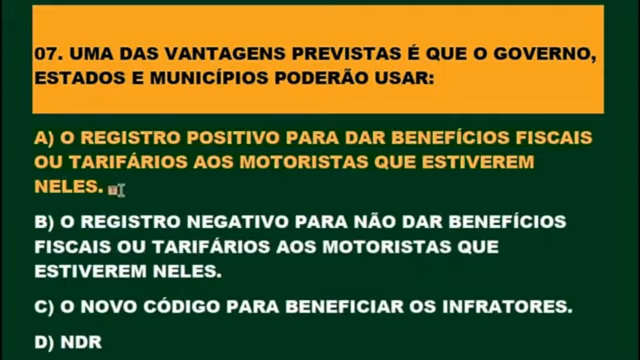 07. UMA DAS VANTAGENS PREVISTAS É QUE O GOVERNO,
ESTADOS E MUNICÍPIOS PODERÃO USAR:
A) O REGISTRO POSITIVO PARA DAR BENEFÍCIOS FISCAIS
OU TARIFÁRIOS AOS MOTORISTAS QUE ESTIVEREM
NELES.
B) O REGISTRO NEGATIVO PARA NÃO DAR BENEFÍCIOS
FISCAIS OU TARIFÁRIOS AOS MOTORISTAS QUE
ESTIVEREM NELES.
C) O NOVO CÓDIGO PARA BENEFICIAR OS INFRATORES.
D) NDR